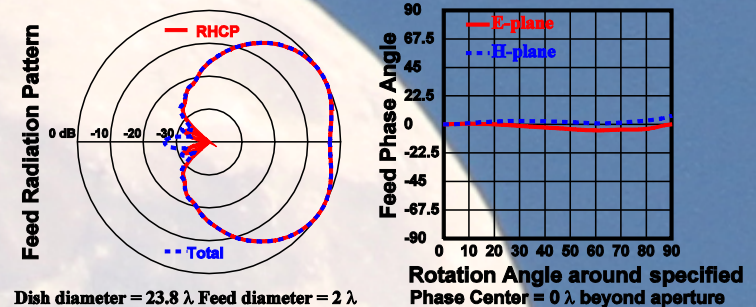 Feed Radiation Pattern
RHCP
0 dB -10 -20 -30
Total
Dish diameter = 23.8 λ Feed diameter = 2 λ
Feed Phase Angle
90
67.5
45
22.5
0
-22.5
-45
-67.5
-90
E-plane
H-plane
0 10 20 30 40 50 60 70 80 90
Rotation Angle around specified
Phase Center = 0 λ beyond aperture